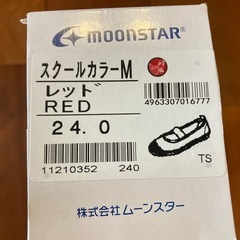 MOONSTAR®
スクールカラーM
レッド
RED
24.0
4963307016777
TS
11210352 240
株式会社ムーンスター